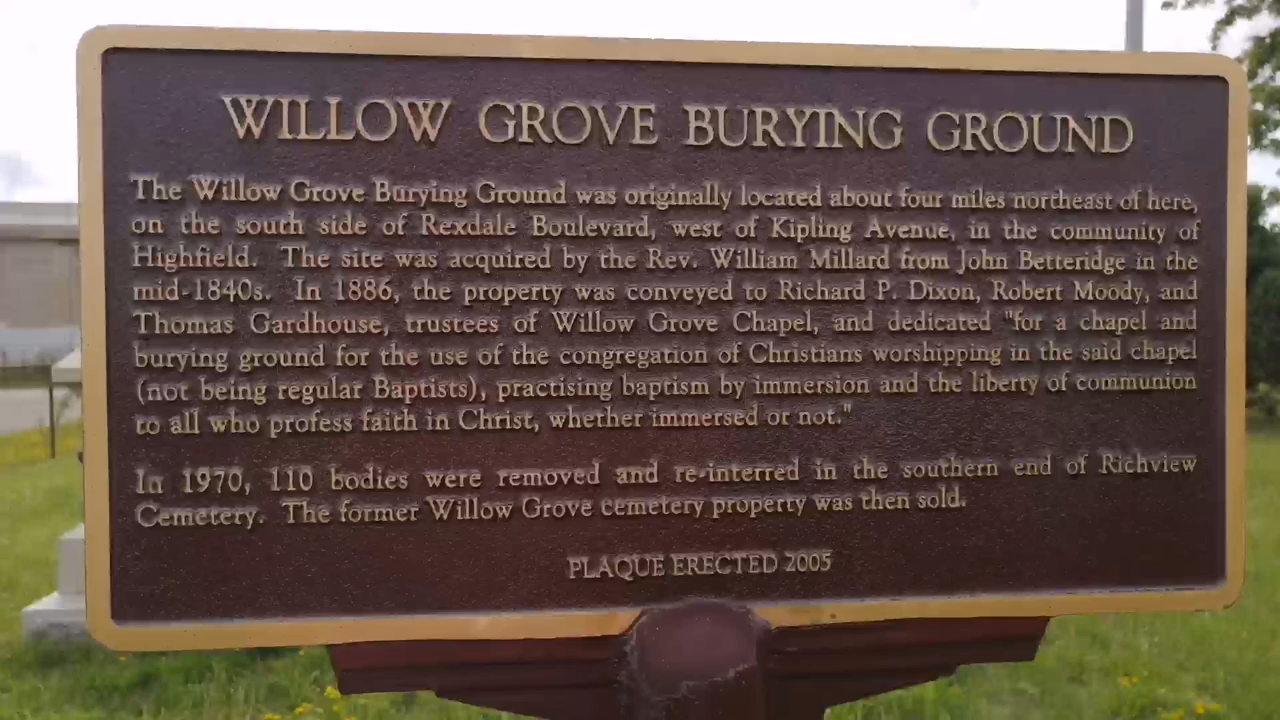 WILLOW GROVE BURYING GROUND
The Willow Grove Burying Ground was originally located about four miles northeast of here,
on the south side of Rexdale Boulevard, west of Kipling Avenue, in the community of
Highfield. The site was acquired by the Rev. William Millard from John Betteridge in the
mid-1840s. In 1886, the property was conveyed to Richard P. Dixon, Robert Moody, and
Thomas Gardhouse, trustees of Willow Grove Chapel, and dedicated "for a chapel and
burying ground for the use of the congregation of Christians worshipping in the said chapel
(not being regular Baptists), practising baptism by immersion and the liberty of communion
to all who profess faith in Christ, whether immersed or not."
In 1970, 110 bodies were removed and re-interred in the southern end of Richview
Cemetery. The former Willow Grove cemetery property was then sold.
PLAQUE ERECTED 2005